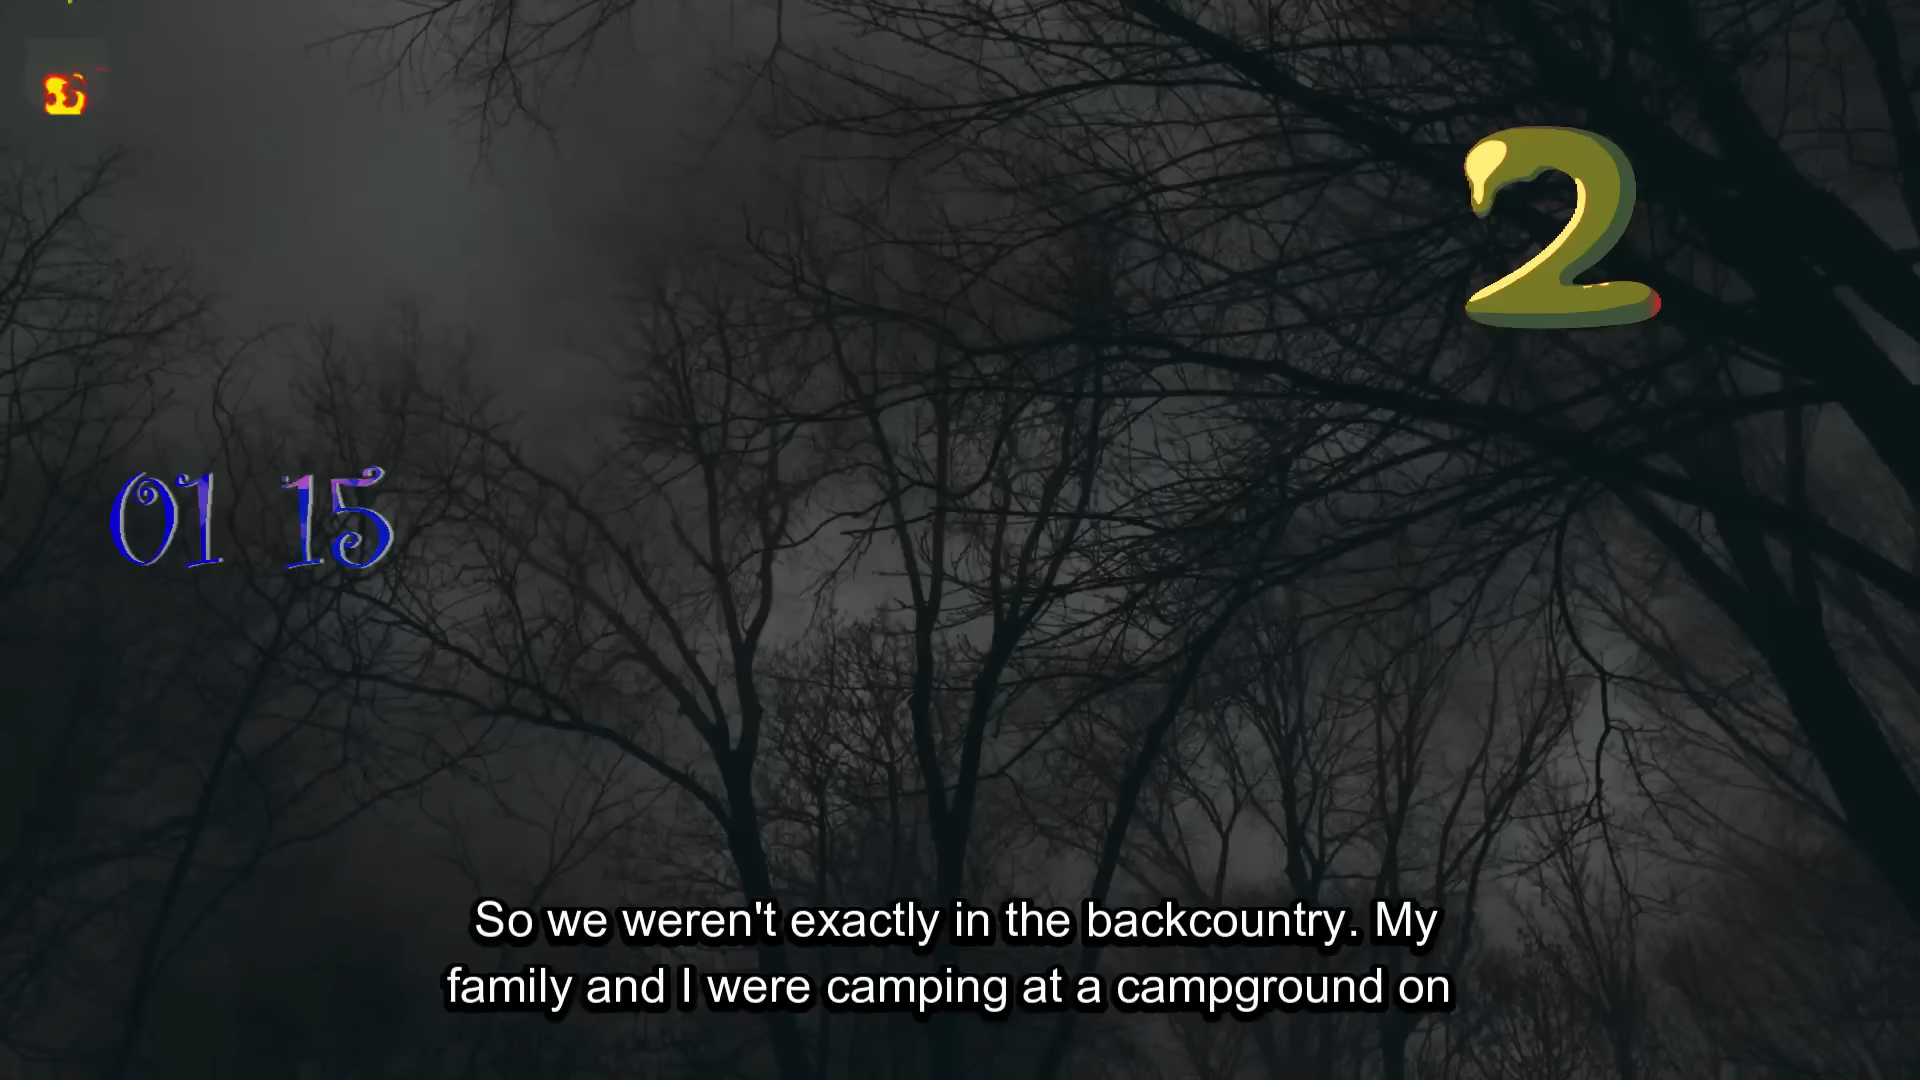 2
01 15
So we weren't exactly in the backcountry. My
family and I were camping at a campground on